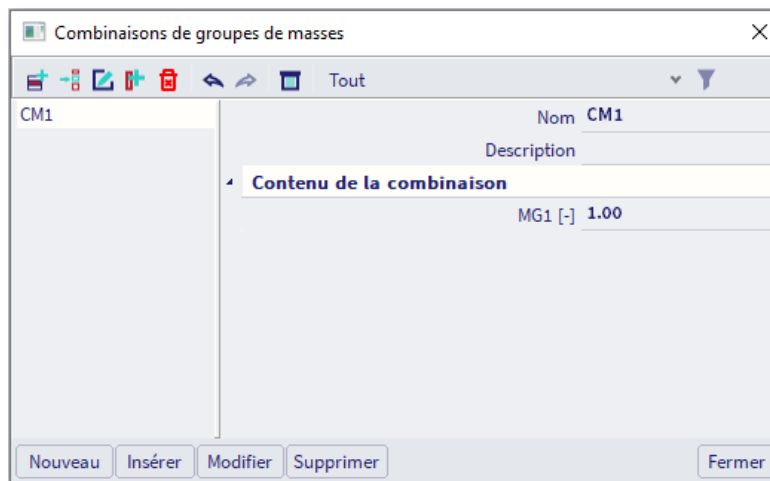 Combinaisons de groupes de masses
Tout
CM1
Nom CM1
Description
Contenu de la combinaison
MG1 [-] 1.00
Nouveau Insérer Modifier Supprimer Fermer